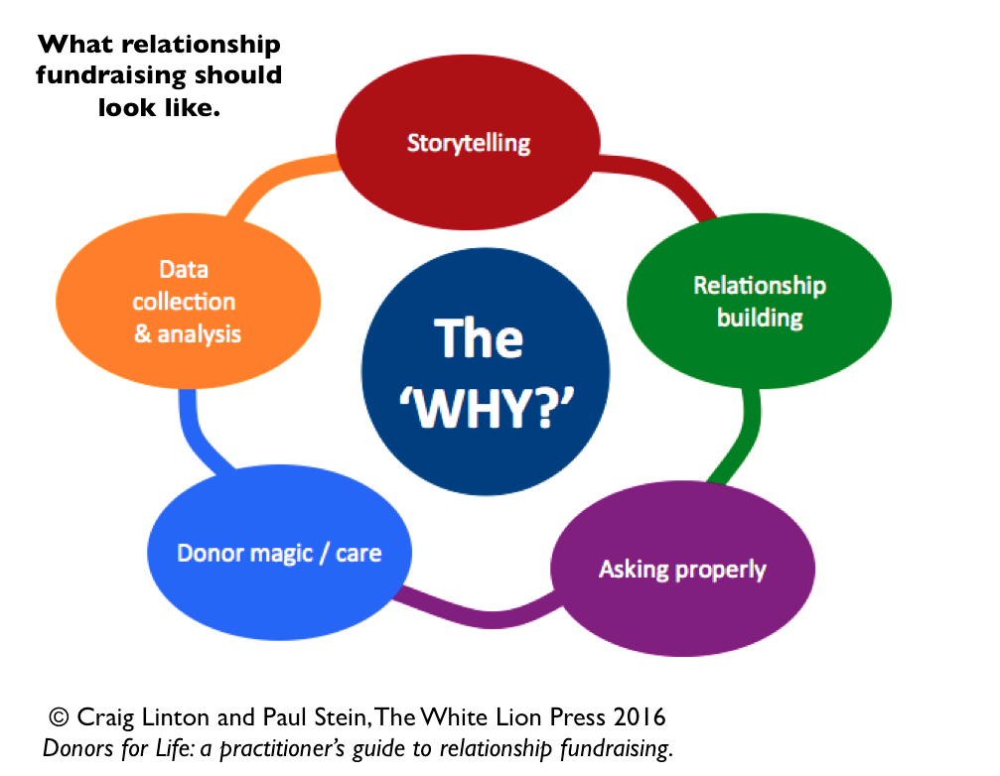 What relationship
fundraising should
look like.
Storytelling
Relationship
building
Asking properly
Donor magic / care
Data
collection
& analysis
The
‘WHY?’
© Craig Linton and Paul Stein, The White Lion Press 2016
Donors for Life: a practitioner’s guide to relationship fundraising.